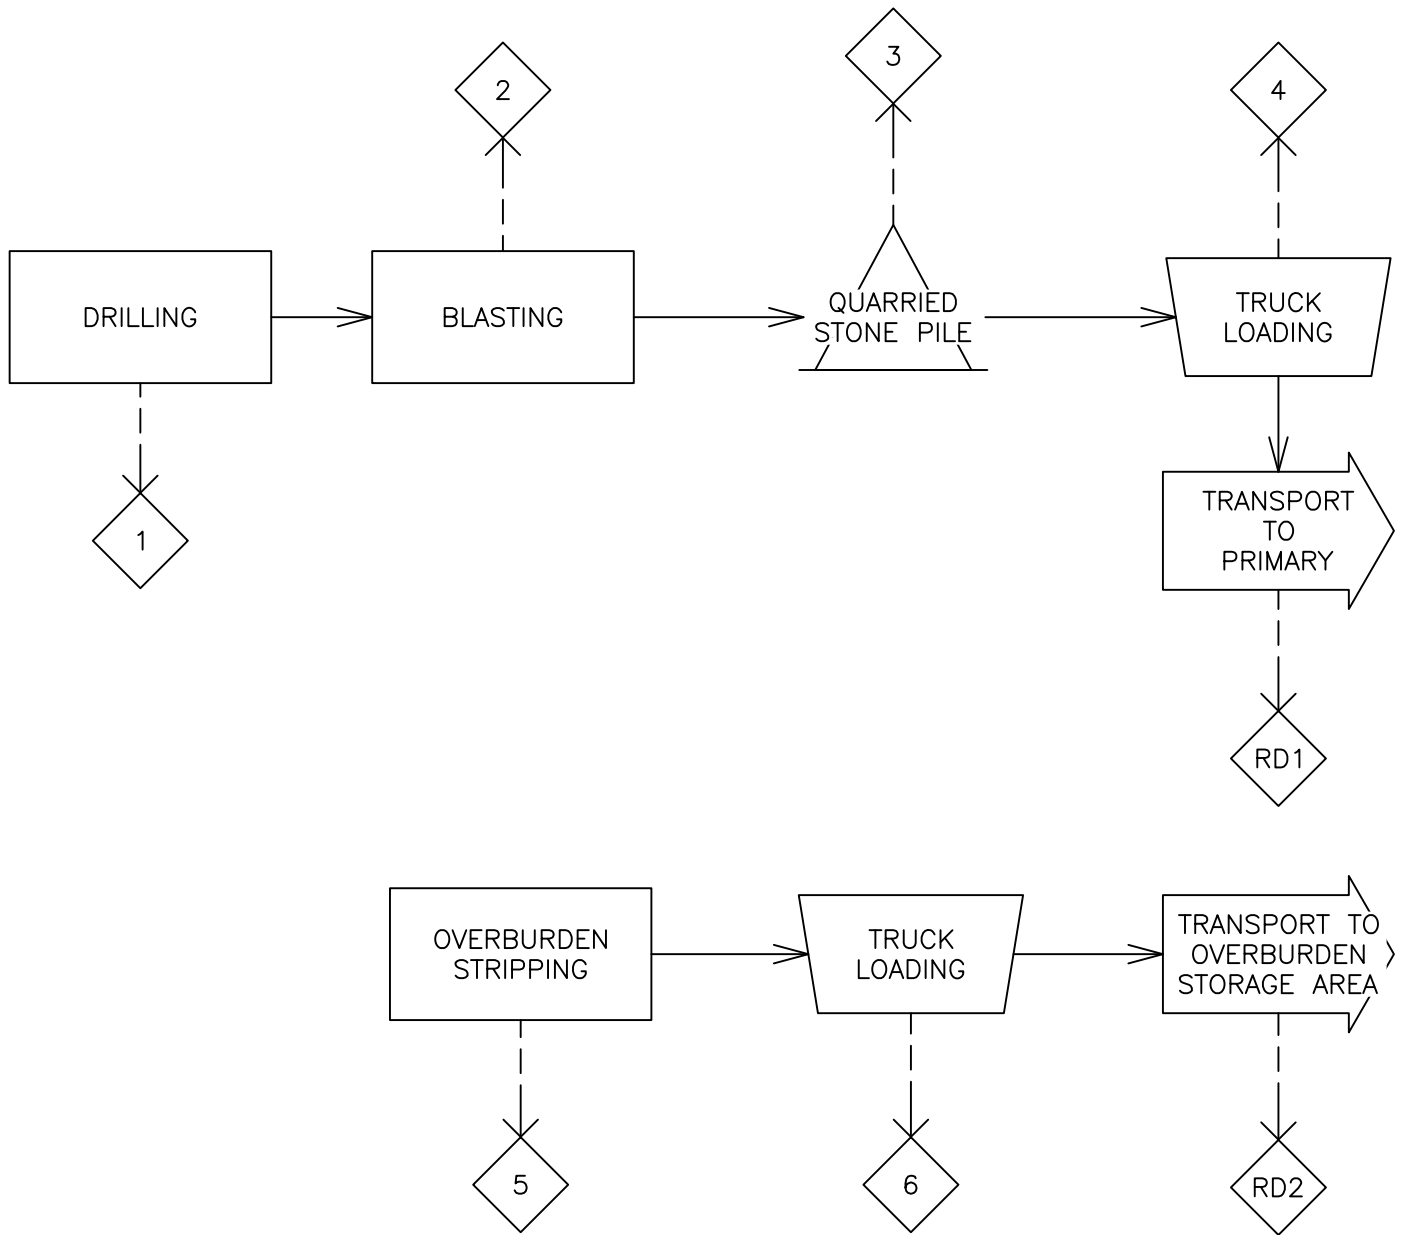 3
2
4
DRILLING
BLASTING
QUARRIED
STONE PILE
TRUCK
LOADING
1
TRANSPORT
TO
PRIMARY
RD1
OVERBURDEN
STRIPPING
TRUCK
LOADING
TRANSPORT TO
OVERBURDEN
STORAGE AREA
5
6
RD2